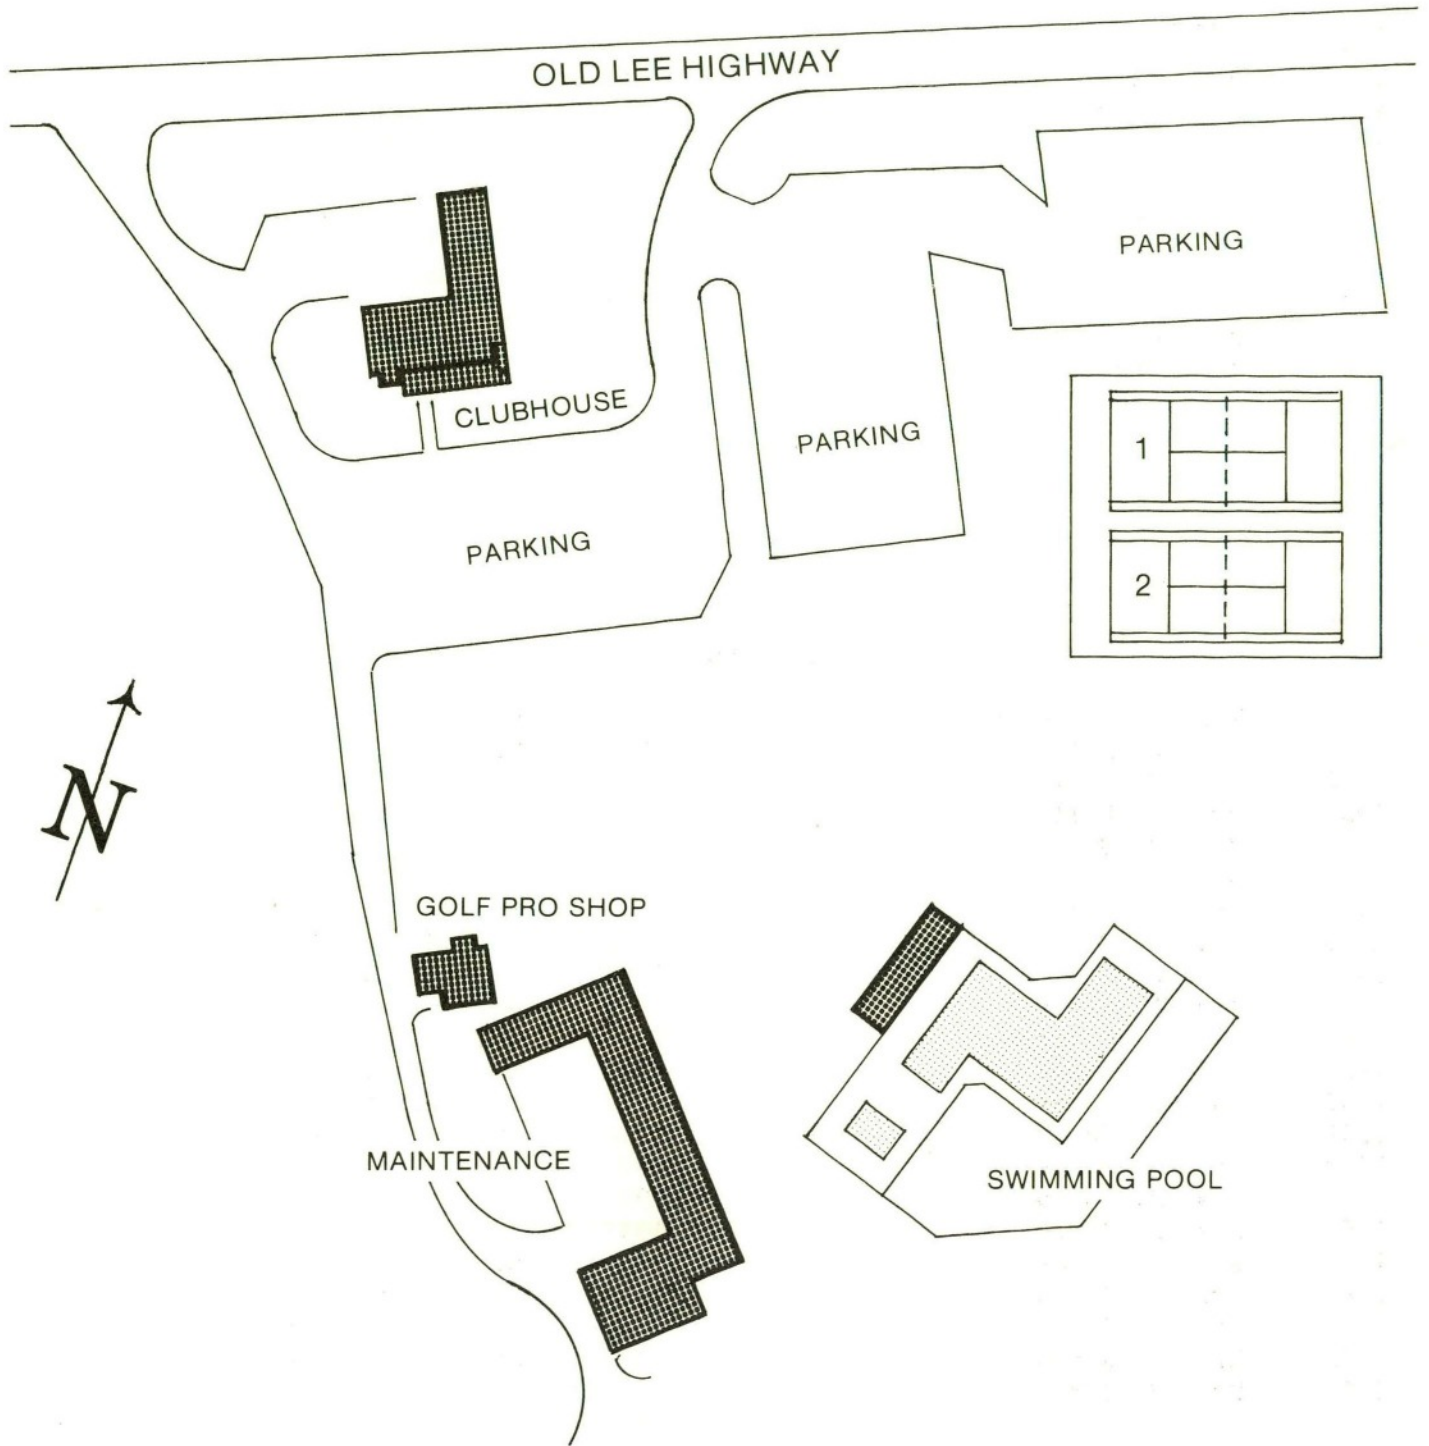 OLD LEE HIGHWAY
PARKING
CLUBHOUSE
PARKING
1
PARKING
2
N
GOLF PRO SHOP
MAINTENANCE
SWIMMING POOL